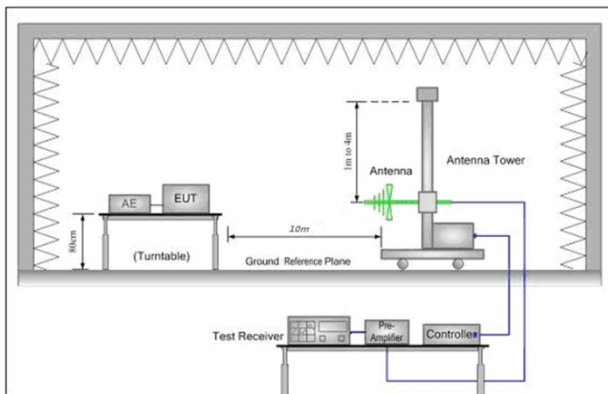 1m to 4m
Antenna
Antenna Tower
AE
EUT
80cm
(Turntable)
10m
Ground Reference Plane
Test Receiver
Pre-
Amplifier
Controller